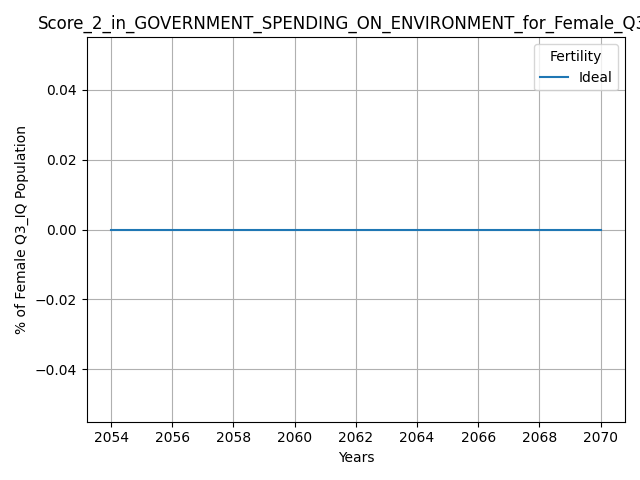 Score_2_in_GOVERNMENT_SPENDING_ON_ENVIRONMENT_for_Female_Q3
Fertility
Ideal
% of Female Q3_IQ Population
0.04
0.02
0.00
−0.02
−0.04
2054 2056 2058 2060 2062 2064 2066 2068 2070
Years